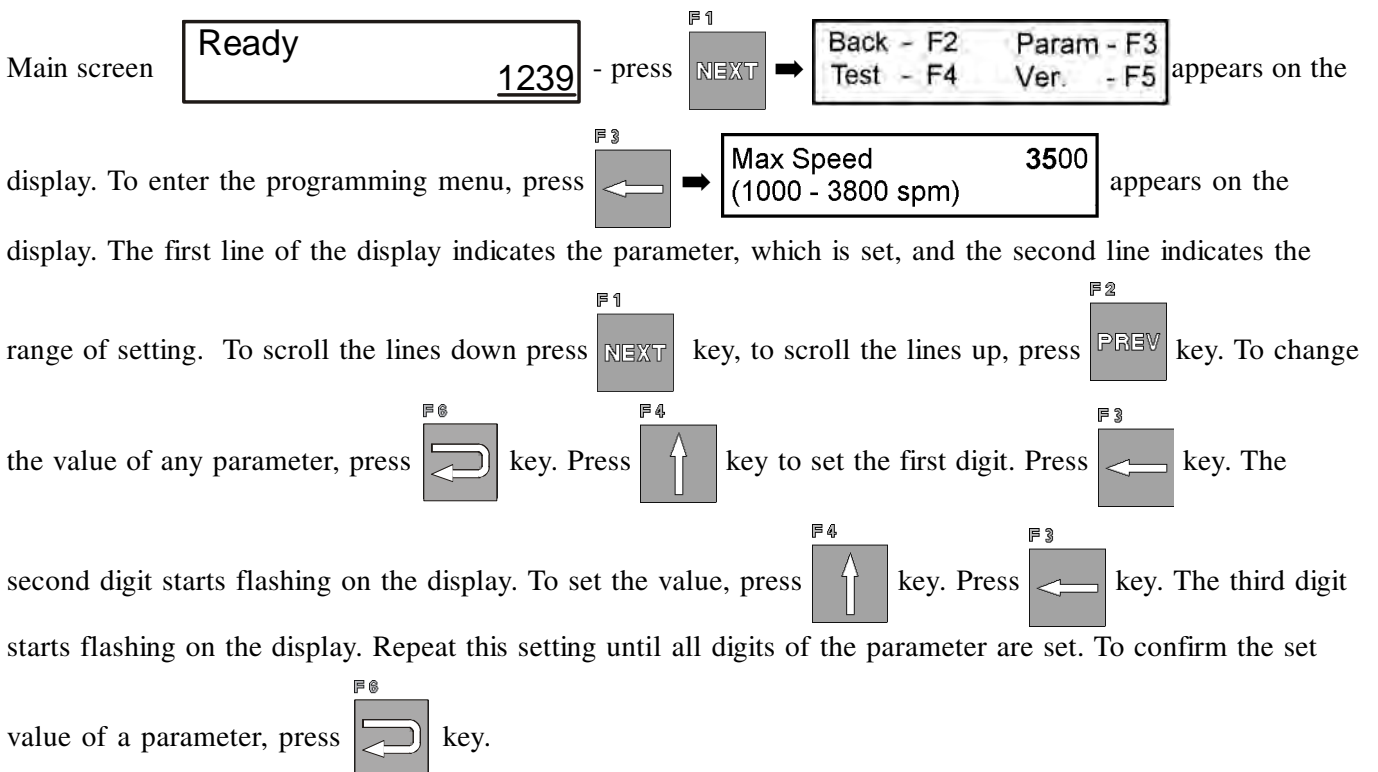 F1
Main screen Ready 1239 - press NEXT Back - F2 Param - F3 Test - F4 Ver. - F5 appears on the
F3
display. To enter the programming menu, press Max Speed 3500 (1000 - 3800 spm) appears on the
display. The first line of the display indicates the parameter, which is set, and the second line indicates the
F1 F2
range of setting. To scroll the lines down press NEXT key, to scroll the lines up, press PREV key. To change
F6 F4 F3
the value of any parameter, press key. Press key to set the first digit. Press key. The
F4 F3
second digit starts flashing on the display. To set the value, press key. Press key. The third digit
starts flashing on the display. Repeat this setting until all digits of the parameter are set. To confirm the set
F6
value of a parameter, press key.